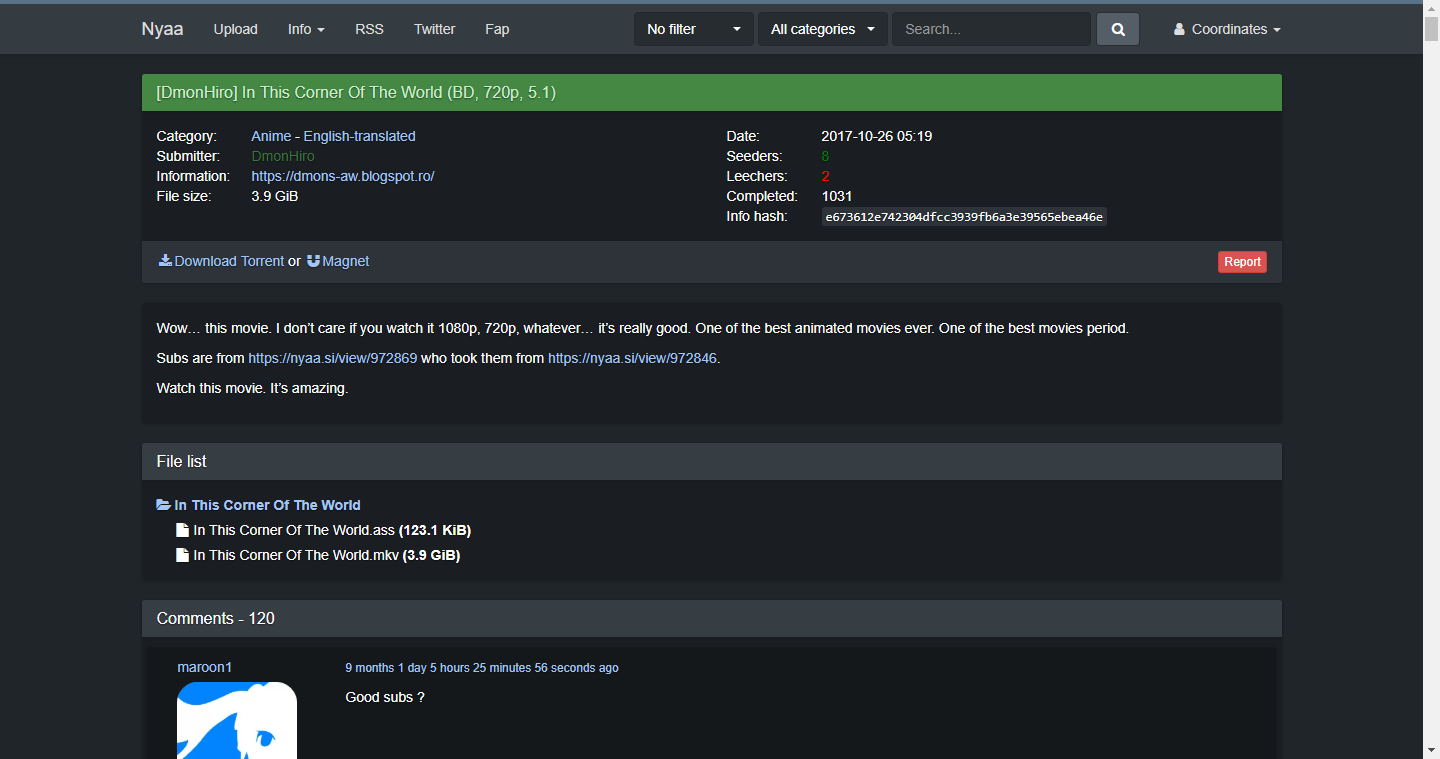 Nyaa Upload Info RSS Twitter Fap No filter All categories Search... Coordinates
[DmonHiro] In This Corner Of The World (BD, 720p, 5.1)
Category: Anime - English-translated Date: 2017-10-26 05:19
Submitter: DmonHiro Seeders: 8
Information: https://dmons-aw.blogspot.ro/ Leechers: 2
File size: 3.9 GiB Completed: 1031
Info hash: e673612e742304dfcc3939fb6a3e39565ebea46e
Download Torrent or Magnet Report
Wow… this movie. I don’t care if you watch it 1080p, 720p, whatever… it’s really good. One of the best animated movies ever. One of the best movies period.
Subs are from https://nyaa.si/view/972869 who took them from https://nyaa.si/view/972846.
Watch this movie. It’s amazing.
File list
In This Corner Of The World
In This Corner Of The World.ass (123.1 KiB)
In This Corner Of The World.mkv (3.9 GiB)
Comments - 120
maroon1 9 months 1 day 5 hours 25 minutes 56 seconds ago
Good subs ?